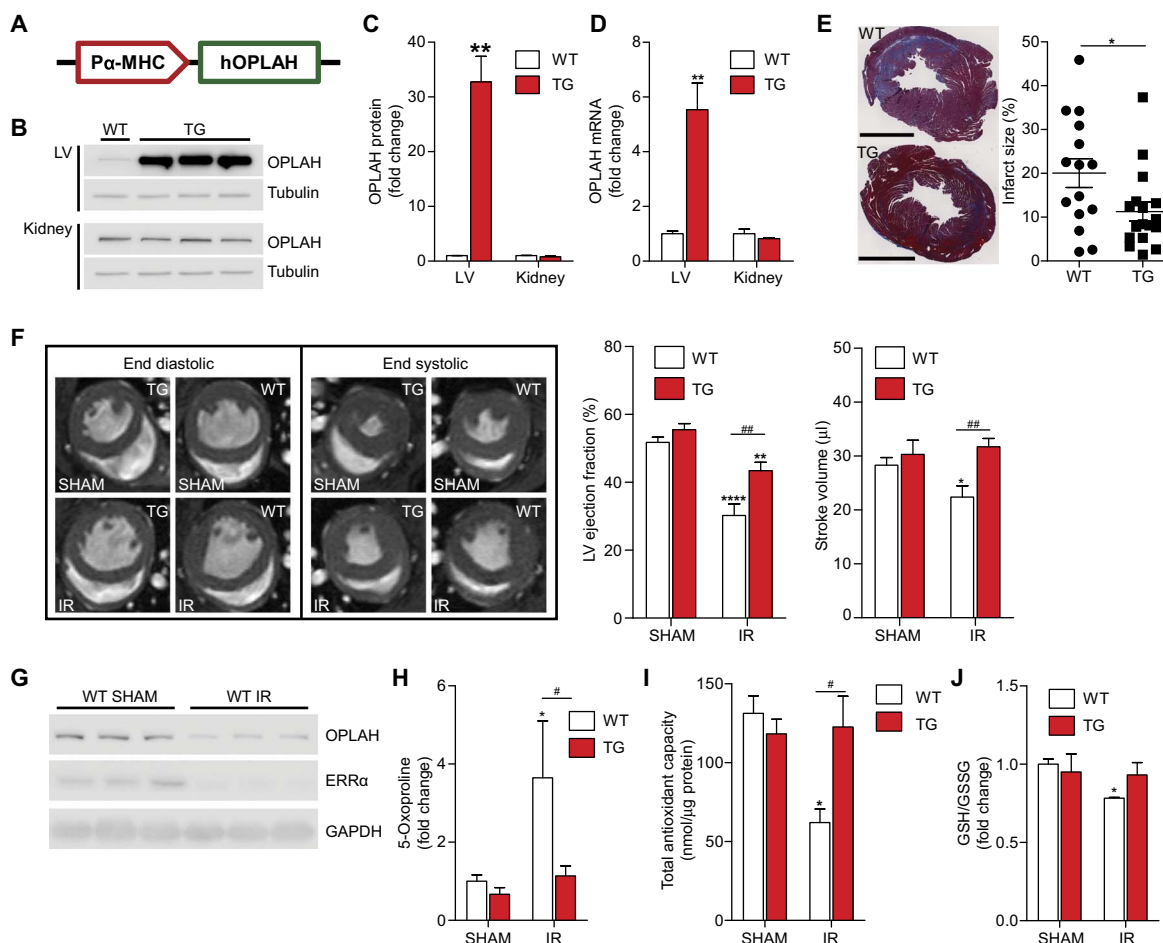 A
Pα-MHC
hOPLAH
B
WT
TG
LV
OPLAH
Tubulin
Kidney
OPLAH
Tubulin
C
OPLAH protein
(fold change)
40
30
20
10
0
**
WT
TG
LV
Kidney
D
OPLAH mRNA
(fold change)
8
6
4
2
0
**
WT
TG
LV
Kidney
E
WT
TG
Infarct size (%)
50
40
30
20
10
0
*
WT
TG
F
End diastolic
End systolic
TG
WT
TG
WT
SHAM
SHAM
SHAM
SHAM
TG
WT
TG
WT
IR
IR
IR
IR
WT
TG
LV ejection fraction (%)
80
60
40
20
0
##
****
**
SHAM
IR
WT
TG
Stroke volume (µl)
50
40
30
20
10
0
##
*
SHAM
IR
G
WT SHAM
WT IR
OPLAH
ERRα
GAPDH
H
5-Oxoproline
(fold change)
6
4
2
0
#
*
WT
TG
SHAM
IR
I
Total antioxidant capacity
(nmol/µg protein)
150
100
50
0
#
*
WT
TG
SHAM
IR
J
GSH/GSSG
(fold change)
1.5
1.0
0.5
0
*
WT
TG
SHAM
IR